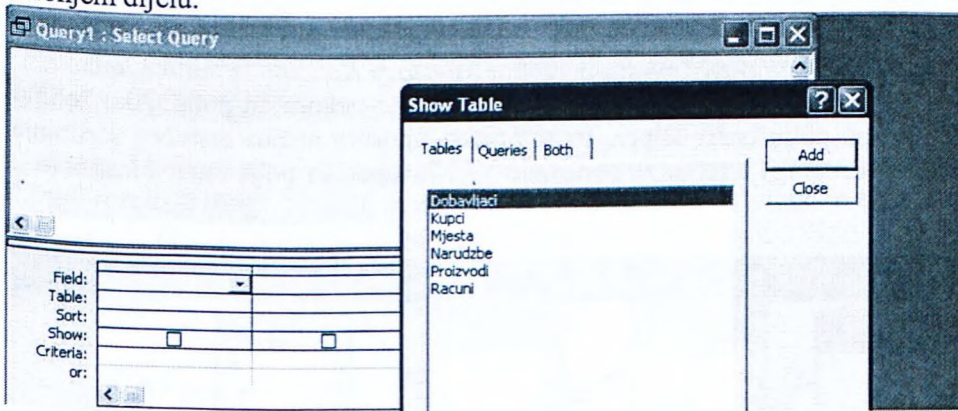 dijelu.
Query1 : Select Query
Show Table
Tables Queries Both
Add
Close
Dobavljaci
Kupci
Mjesta
Narudzbe
Proizvodi
Racuni
Field:
Table:
Sort:
Show:
Criteria:
or: